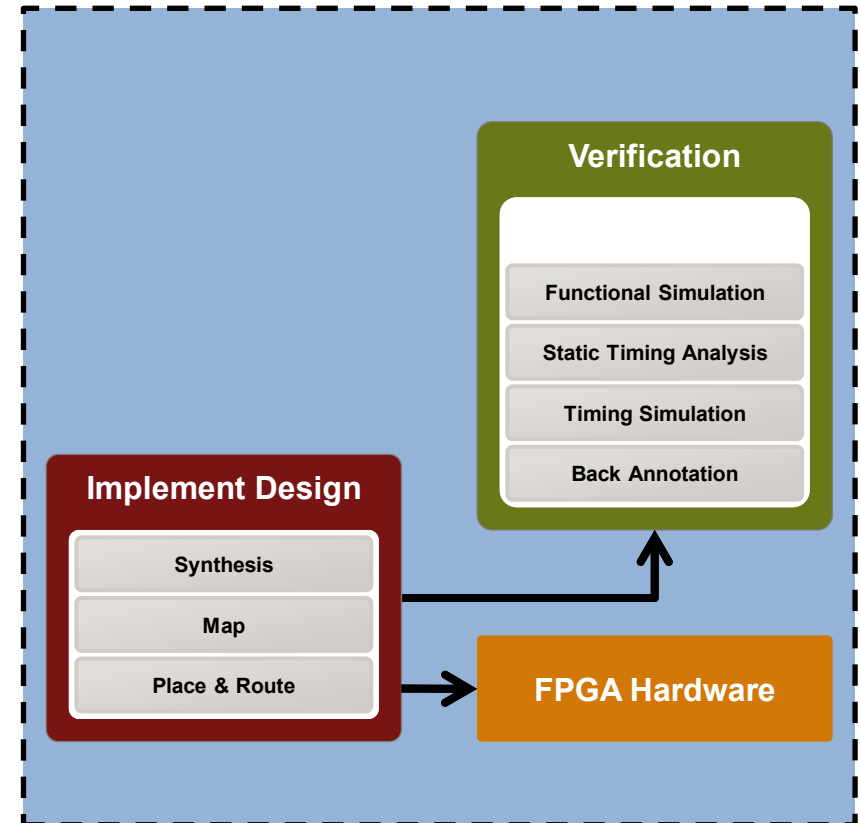 Verification
Functional Simulation
Static Timing Analysis
Timing Simulation
Back Annotation
Implement Design
Synthesis
Map
Place & Route
FPGA Hardware